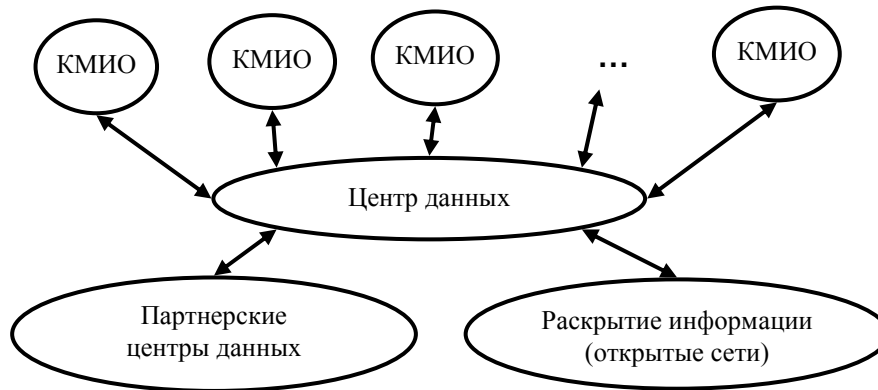 КМИО
КМИО
КМИО
...
КМИО
Центр данных
Партнерские
центры данных
Раскрытие информации
(открытые сети)